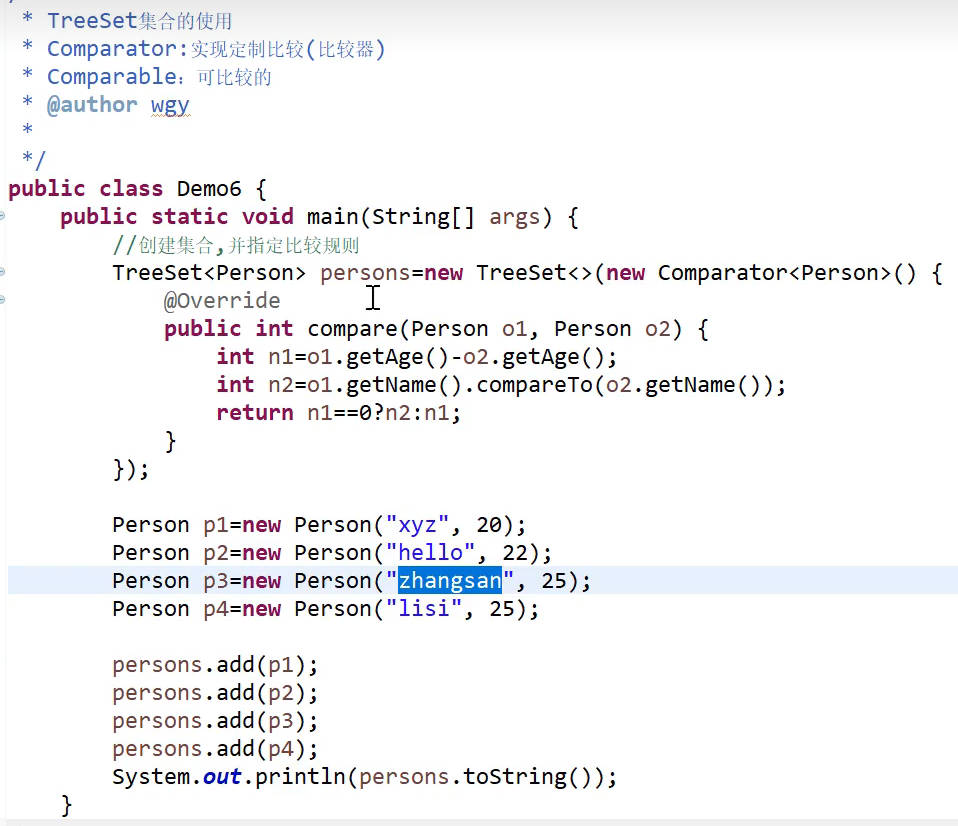 * TreeSet集合的使用
* Comparator:实现定制比较(比较器)
* Comparable：可比较的
* @author wgy
*
*/
public class Demo6 {
public static void main(String[] args) {
//创建集合,并指定比较规则
TreeSet<Person> persons=new TreeSet<>(new Comparator<Person>() {
@Override
public int compare(Person o1, Person o2) {
int n1=o1.getAge()-o2.getAge();
int n2=o1.getName().compareTo(o2.getName());
return n1==0?n2:n1;
}
});
Person p1=new Person("xyz", 20);
Person p2=new Person("hello", 22);
Person p3=new Person("zhangsan", 25);
Person p4=new Person("lisi", 25);
persons.add(p1);
persons.add(p2);
persons.add(p3);
persons.add(p4);
System.out.println(persons.toString());
}